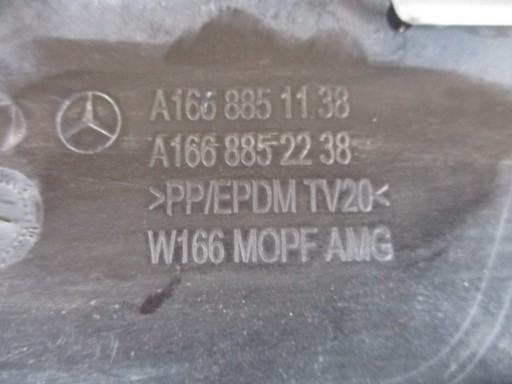 A166 885 11 38
A166 885 22 38
>PP/EPDM TV20<
W166 MOPF AMG